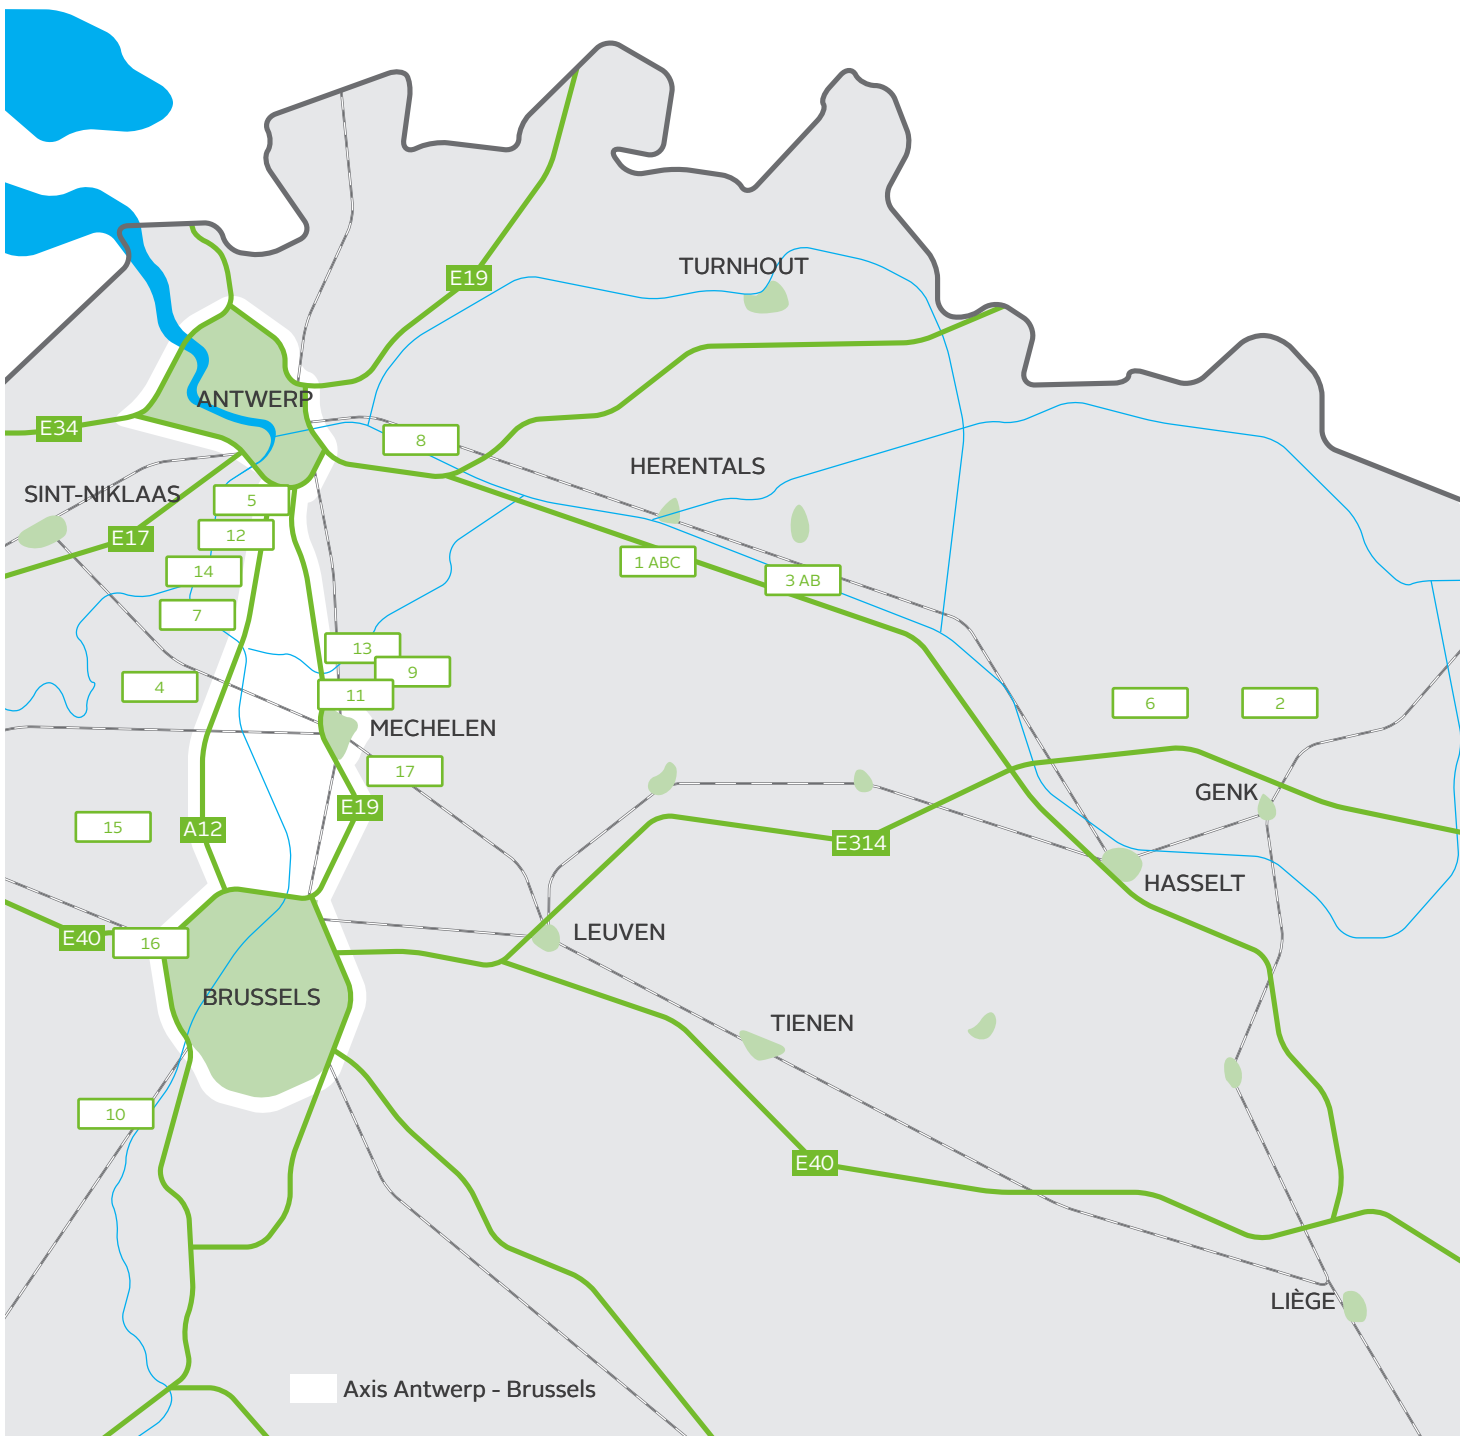 TURNHOUT
E19
ANTWERP
E34
8
HERENTALS
SINT-NIKLAAS
5
E17
12
1 ABC
14
3 AB
7
13
9
4
11
6
2
MECHELEN
17
GENK
E19
15
A12
E314
HASSELT
LEUVEN
E40
16
BRUSSELS
TIENEN
10
E40
LIÈGE
Axis Antwerp - Brussels